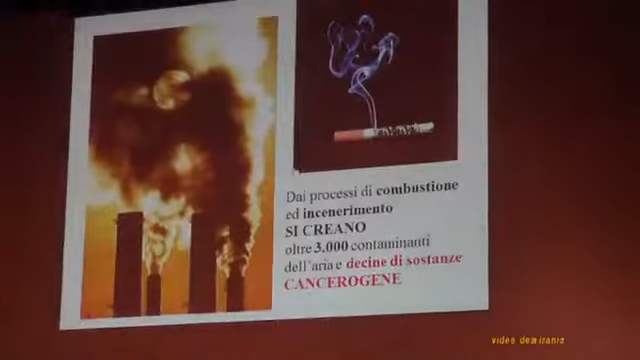 Dai processi di combustione
ed incenerimento
SI CREANO
oltre 3.000 contaminanti
dell'aria e decine di sostanze
CANCEROGENE
video